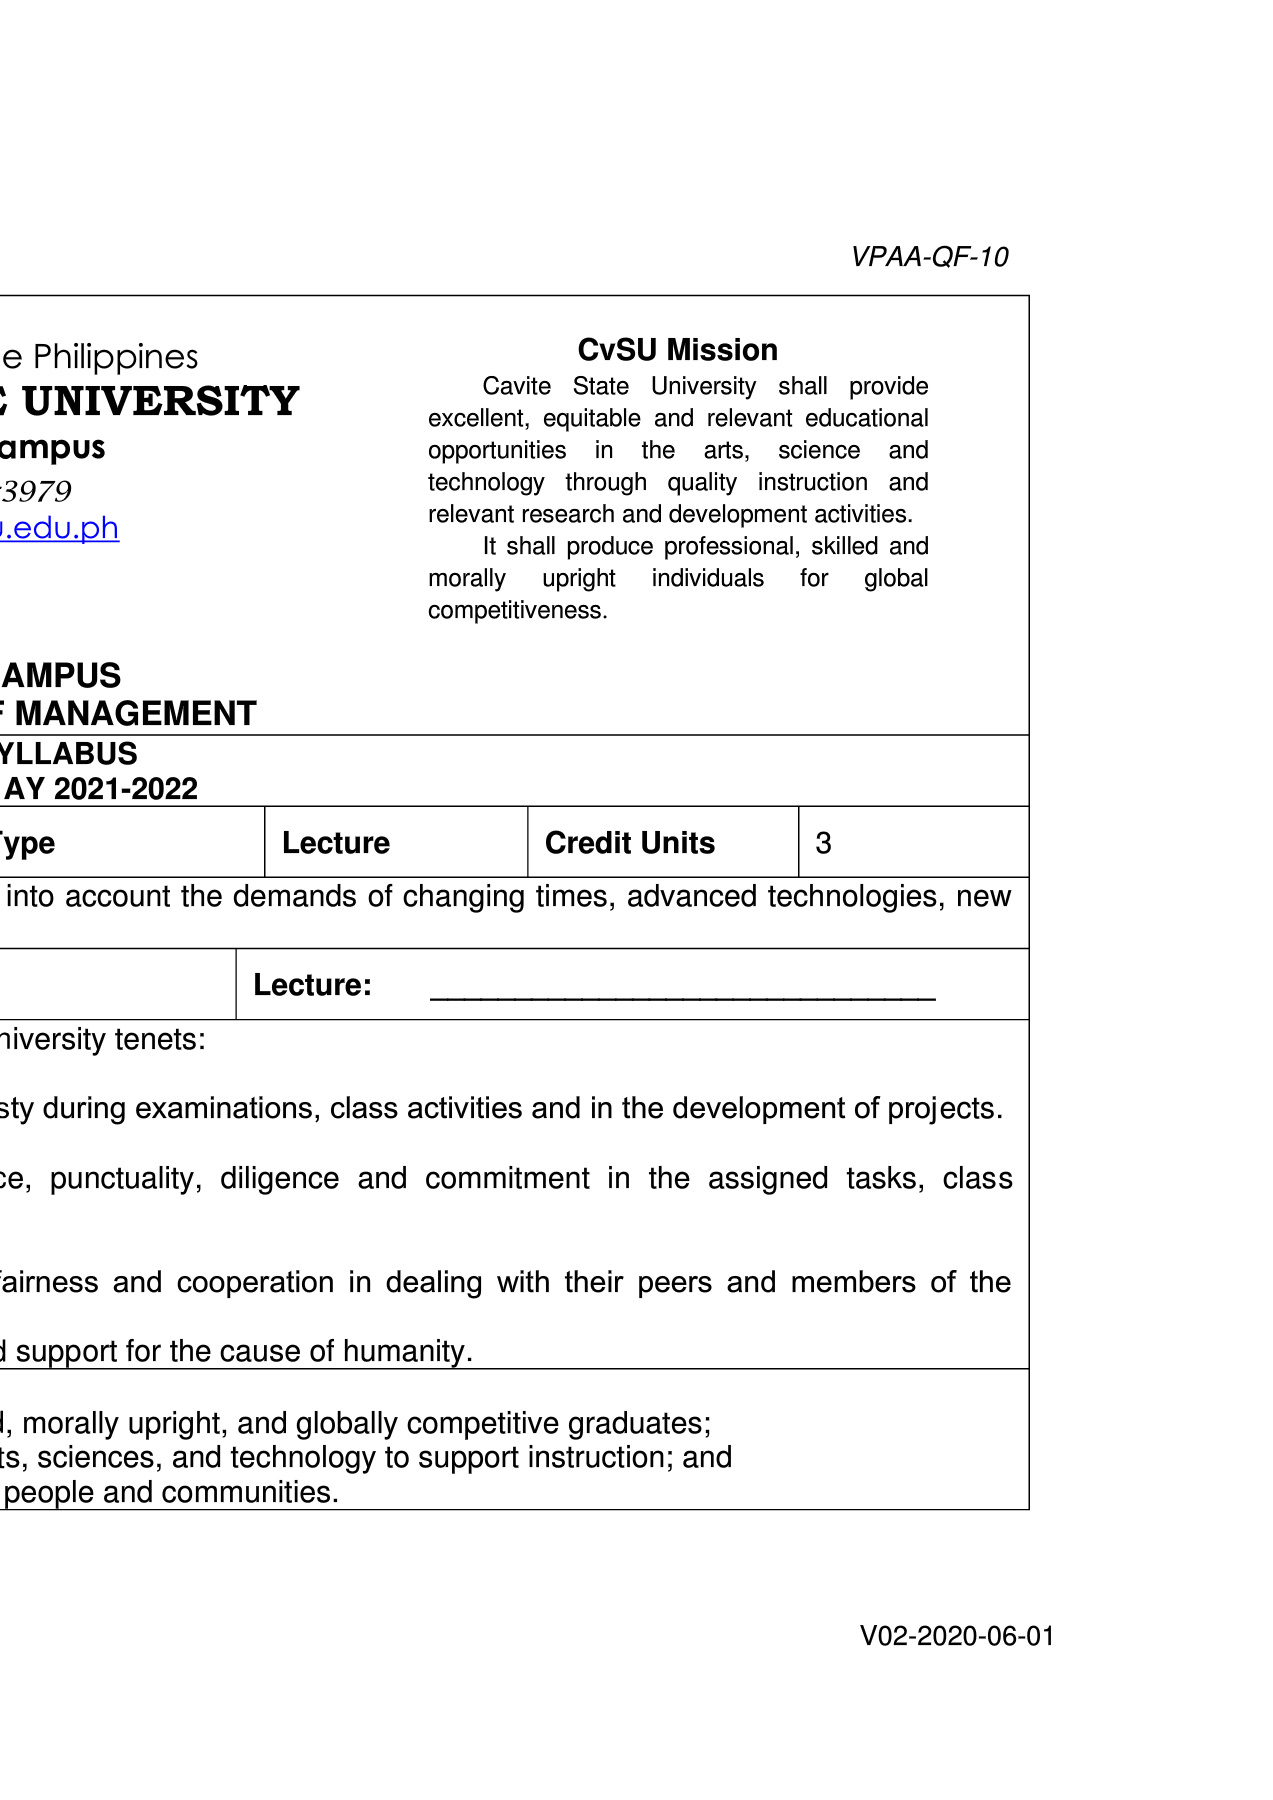 VPAA-QF-10
e Philippines
E UNIVERSITY
ampus
3979
u.edu.ph
CvSU Mission
Cavite State University shall provide
excellent, equitable and relevant educational
opportunities in the arts, science and
technology through quality instruction and
relevant research and development activities.
It shall produce professional, skilled and
morally upright individuals for global
competitiveness.
AMPUS
F MANAGEMENT
YLLABUS
AY 2021-2022
Type Lecture Credit Units 3
into account the demands of changing times, advanced technologies, new
Lecture: ______________________________
niversity tenets:
sty during examinations, class activities and in the development of projects.
ce, punctuality, diligence and commitment in the assigned tasks, class
fairness and cooperation in dealing with their peers and members of the
d support for the cause of humanity.
d, morally upright, and globally competitive graduates;
ts, sciences, and technology to support instruction; and
people and communities.
V02-2020-06-01